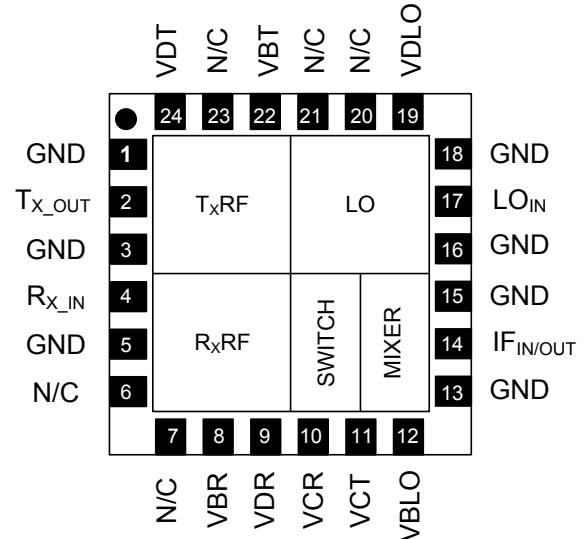 VDT
N/C
VBT
N/C
N/C
VDLO
24
23
22
21
20
19
GND
1
18
GND
TX_OUT
2
TXRF
LO
17
LOIN
GND
3
16
GND
RX_IN
4
15
GND
GND
5
RXRF
SWITCH
MIXER
14
IFIN/OUT
N/C
6
13
GND
7
8
9
10
11
12
N/C
VBR
VDR
VCR
VCT
VBLO